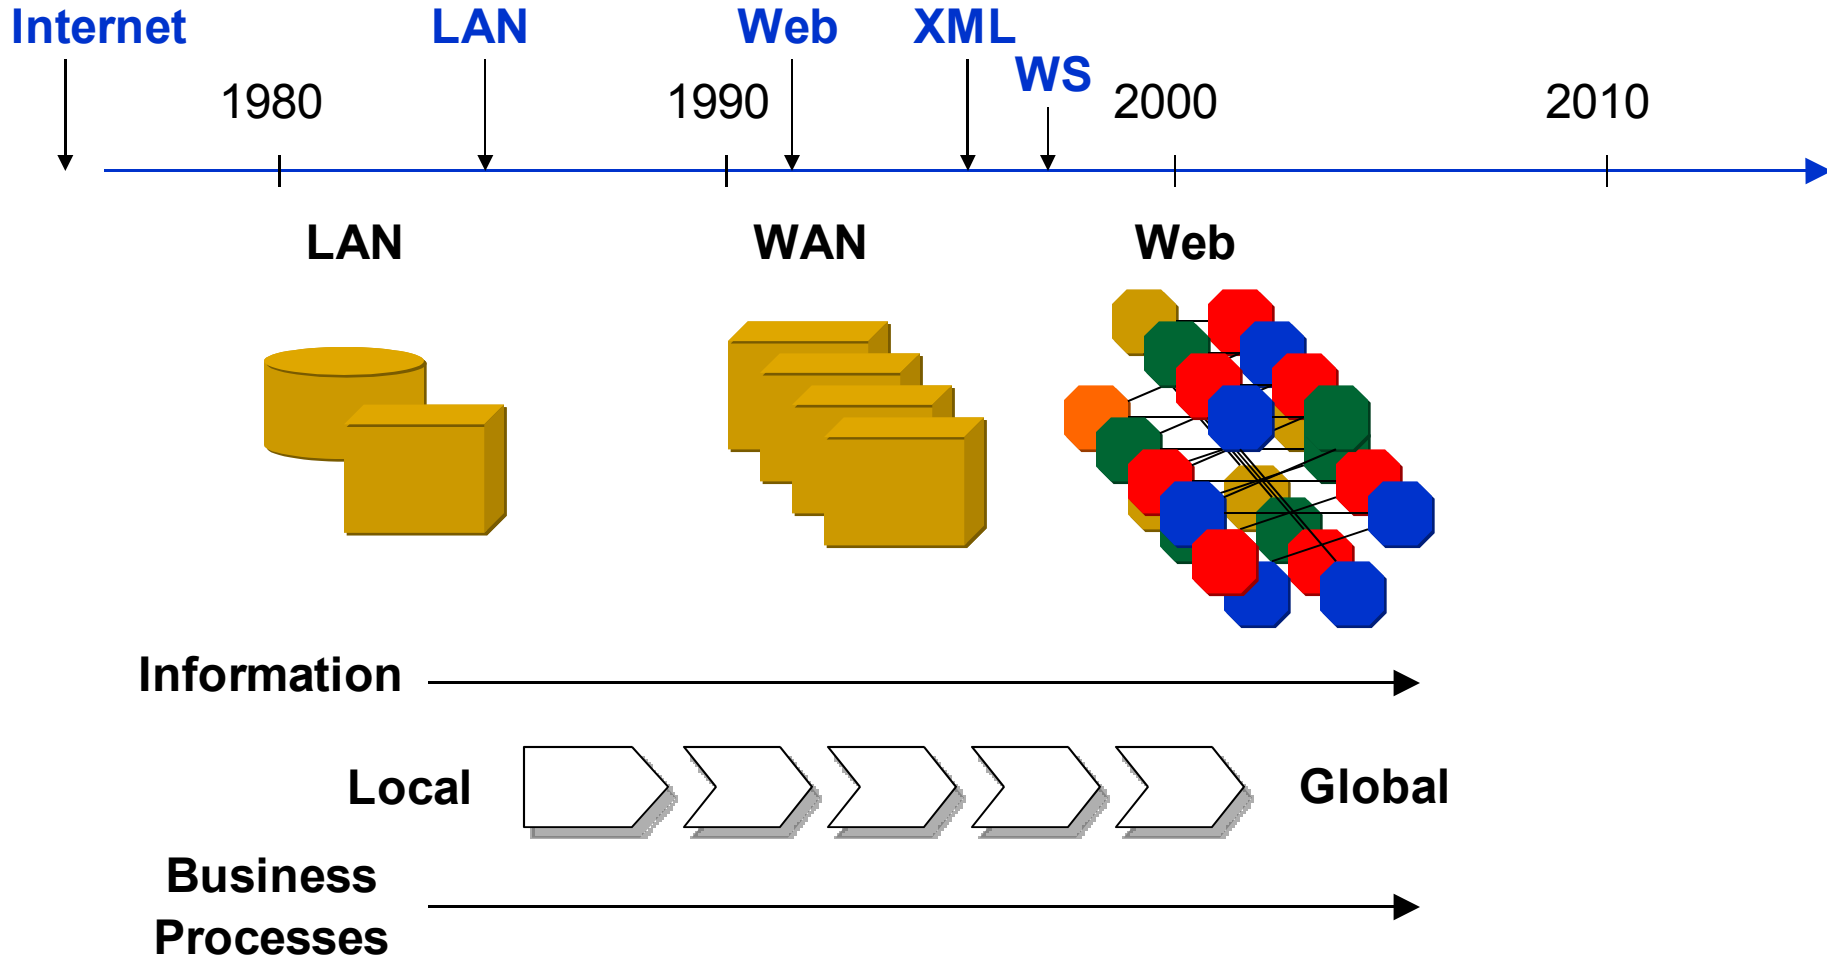 Internet LAN Web XML
WS
1980 1990 2000 2010
LAN WAN Web
Information
Local Global
Business
Processes